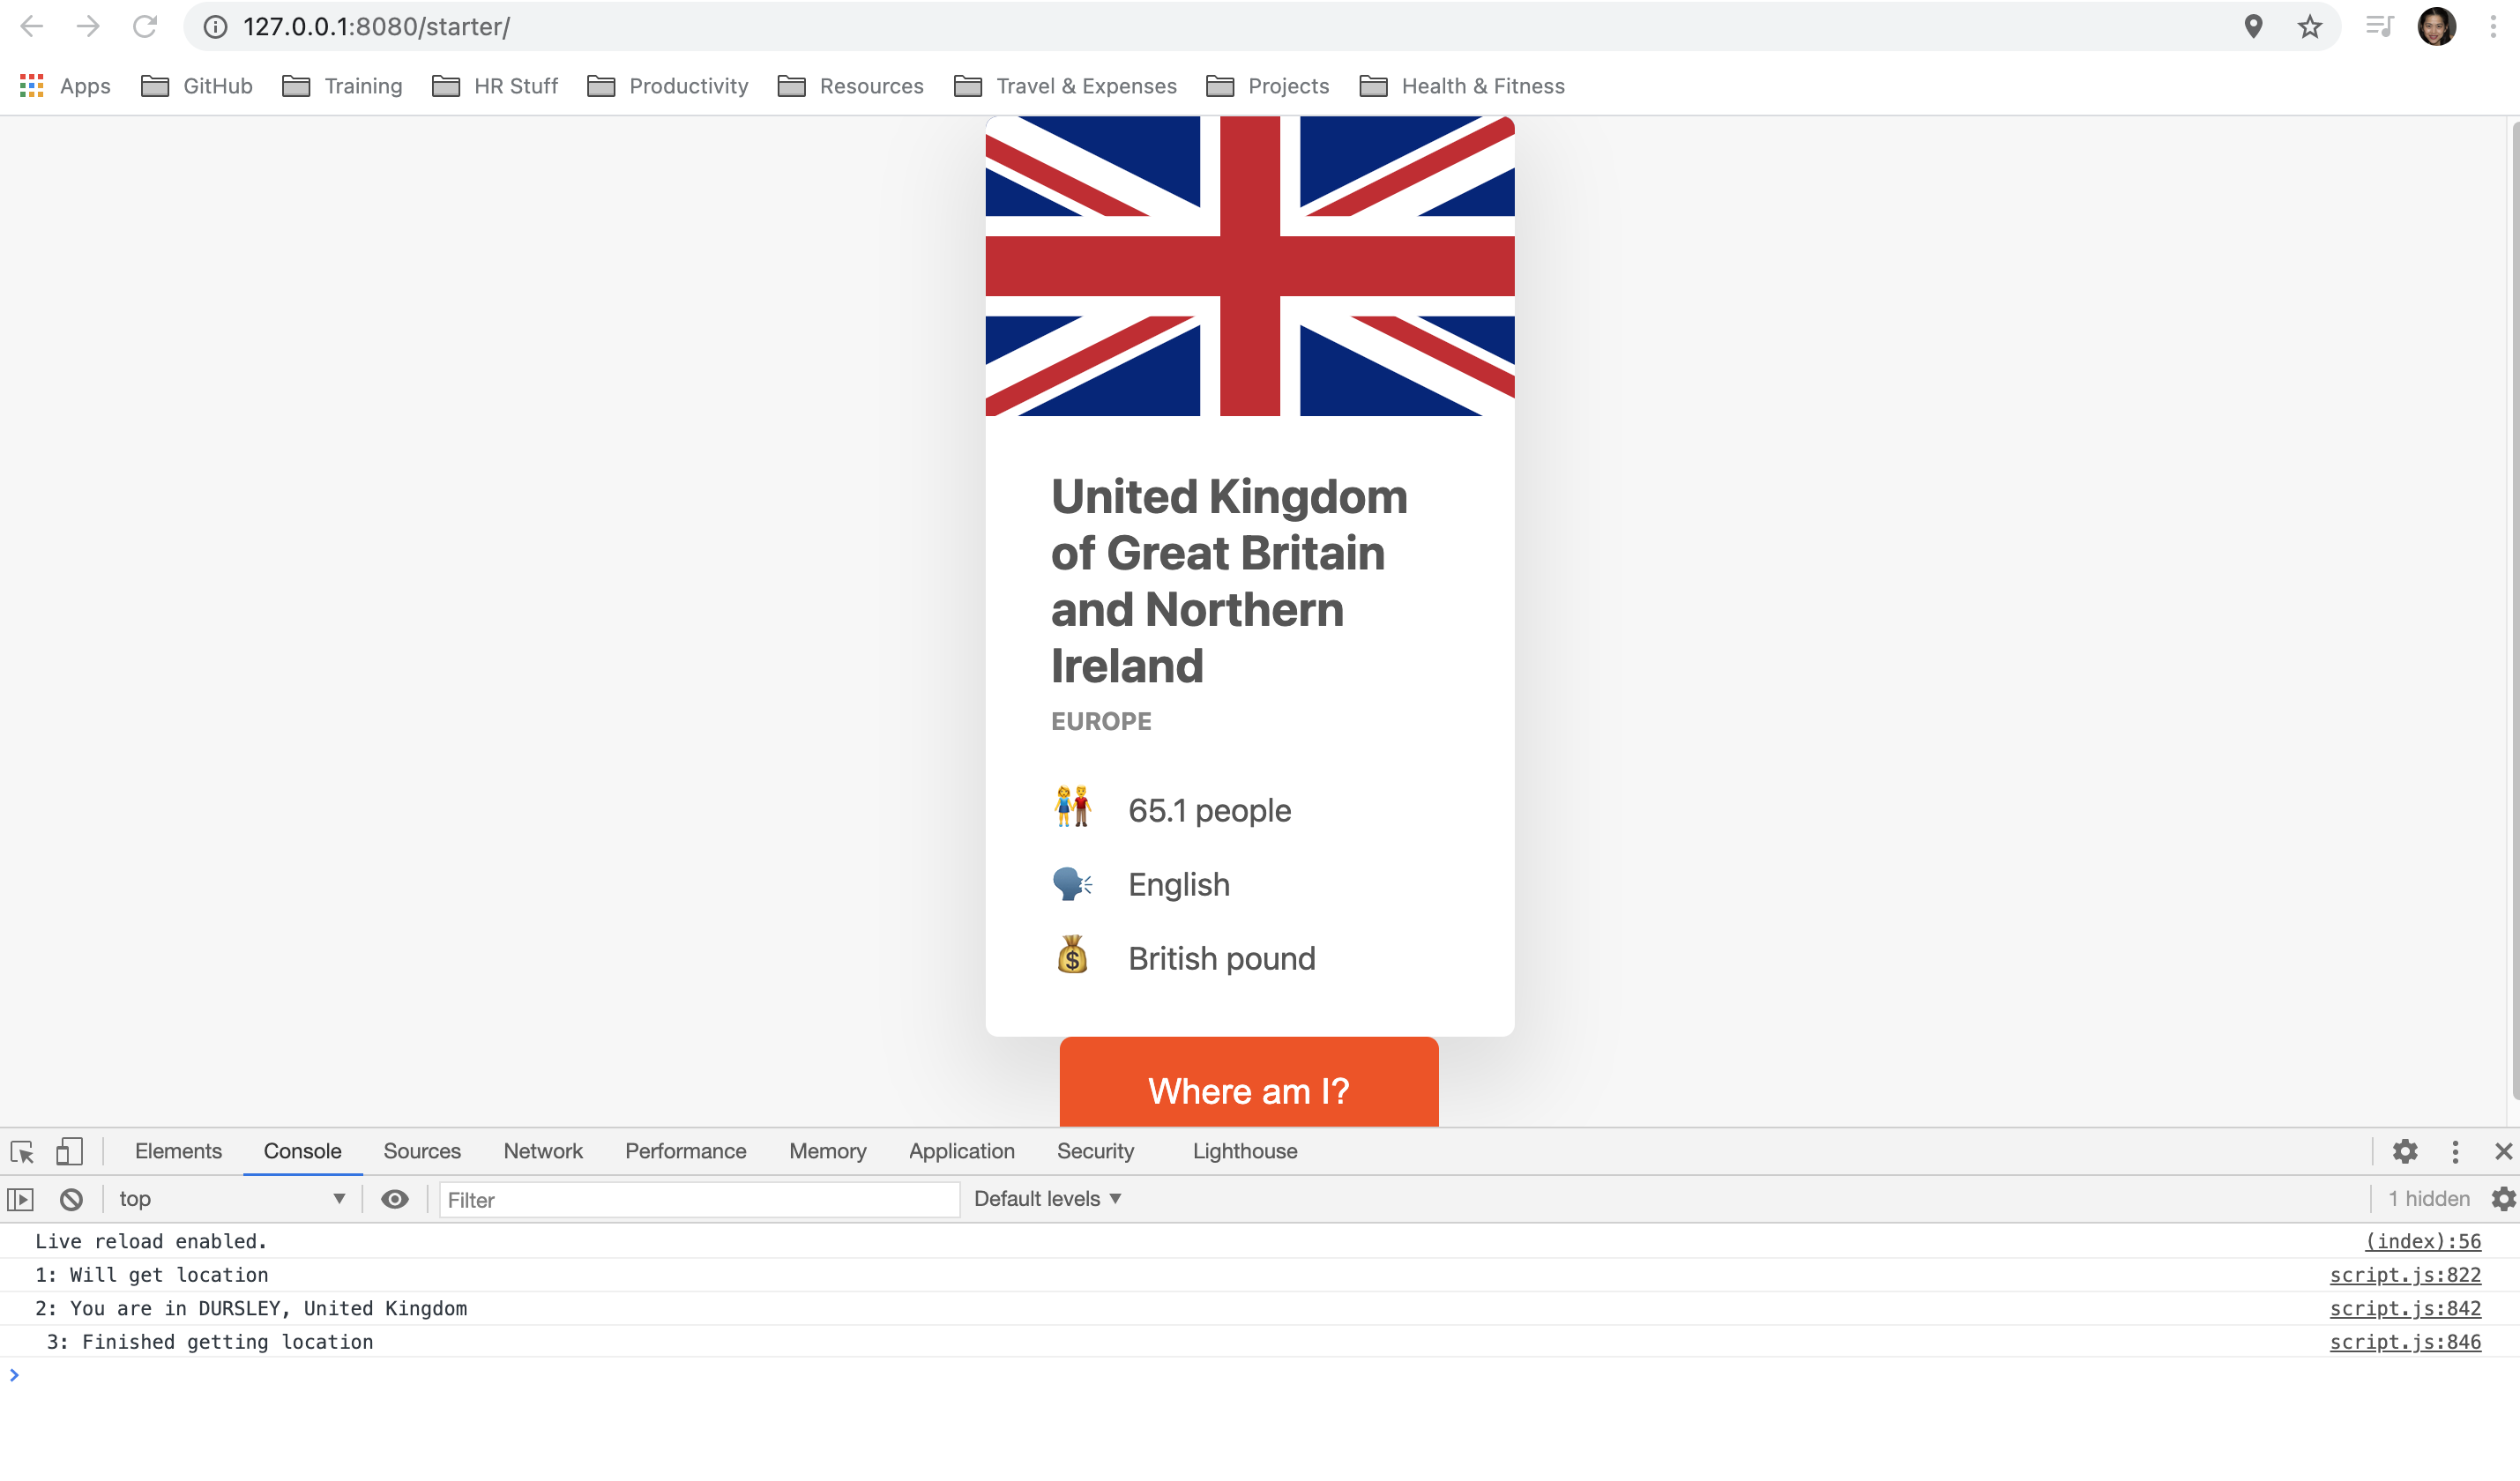 127.0.0.1:8080/starter/
Apps GitHub Training HR Stuff Productivity Resources Travel & Expenses Projects Health & Fitness
United Kingdom
of Great Britain
and Northern
Ireland
EUROPE
65.1 people
English
British pound
Where am I?
Elements Console Sources Network Performance Memory Application Security Lighthouse
top Filter Default levels 1 hidden
Live reload enabled. (index):56
1: Will get location script.js:822
2: You are in DURSLEY, United Kingdom script.js:842
3: Finished getting location script.js:846